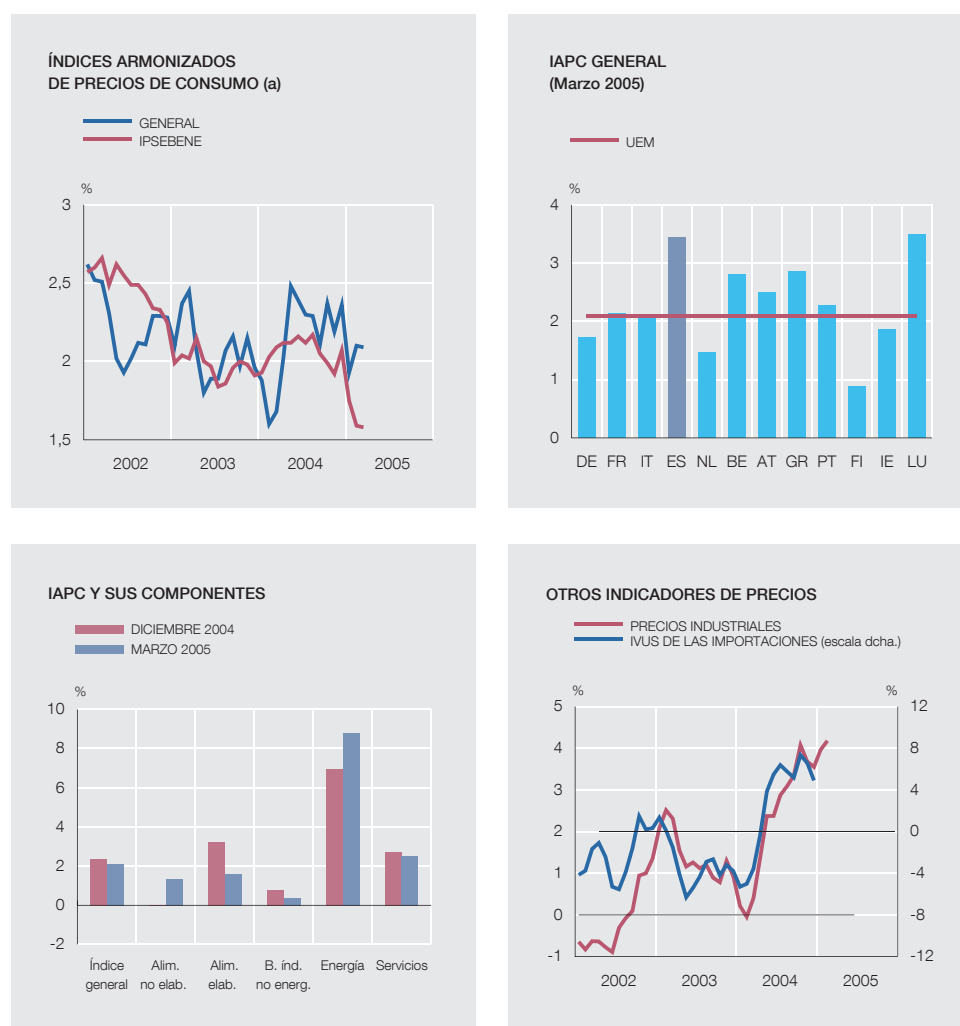 ÍNDICES ARMONIZADOS
DE PRECIOS DE CONSUMO (a)
GENERAL
IPSEBENE
%
3
2,5
2
1,5
2002 2003 2004 2005
IAPC GENERAL
(Marzo 2005)
UEM
%
4
3
2
1
0
DE FR IT ES NL BE AT GR PT FI IE LU
IAPC Y SUS COMPONENTES
DICIEMBRE 2004
MARZO 2005
%
10
8
6
4
2
0
-2
Índice Alim. Alim. B. ind. Energía Servicios
general no elab. elab. no energ.
OTROS INDICADORES DE PRECIOS
PRECIOS INDUSTRIALES
IVUS DE LAS IMPORTACIONES (escala dcha.)
% %
5 12
4 8
3 4
2 0
1 -4
0 -8
-1 -12
2002 2003 2004 2005